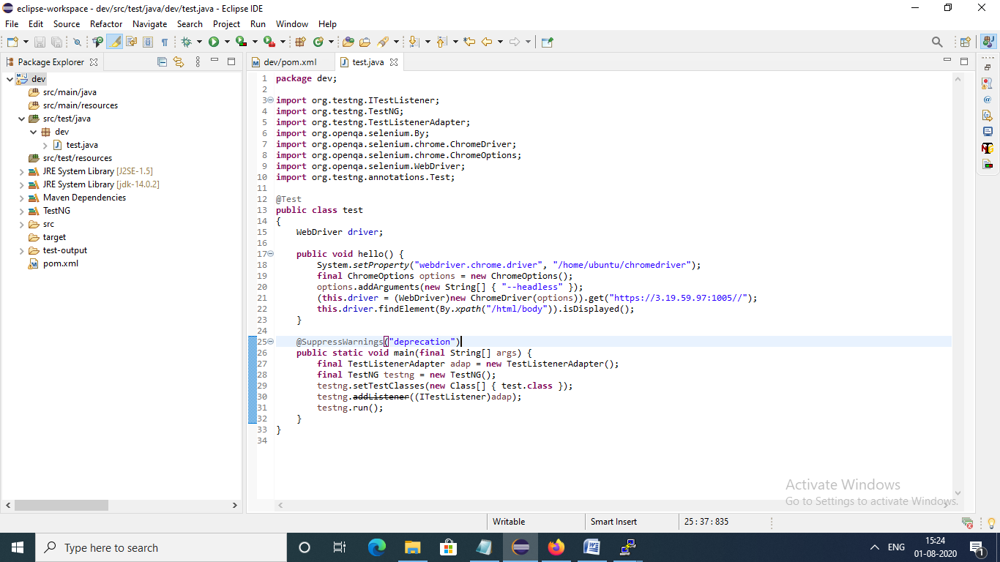 eclipse-workspace - dev/src/test/java/dev/test.java - Eclipse IDE
File Edit Source Refactor Navigate Search Project Run Window Help
Package Explorer
dev
src/main/java
src/main/resources
src/test/java
dev
test.java
src/test/resources
JRE System Library [J2SE-1.5]
JRE System Library [jdk-14.0.2]
Maven Dependencies
TestNG
src
target
test-output
pom.xml
dev/pom.xml test.java
1 package dev;
2
3 import org.testng.ITestListener;
4 import org.testng.TestNG;
5 import org.testng.TestListenerAdapter;
6 import org.openqa.selenium.By;
7 import org.openqa.selenium.chrome.ChromeDriver;
8 import org.openqa.selenium.chrome.ChromeOptions;
9 import org.openqa.selenium.WebDriver;
10 import org.testng.annotations.Test;
11
12 @Test
13 public class test
14 {
15     WebDriver driver;
16
17     public void hello() {
18         System.setProperty("webdriver.chrome.driver", "/home/ubuntu/chromedriver");
19         final ChromeOptions options = new ChromeOptions();
20         options.addArguments(new String[] { "--headless" });
21         (this.driver = (WebDriver)new ChromeDriver(options)).get("https://3.19.59.97:1005//");
22         this.driver.findElement(By.xpath("/html/body")).isDisplayed();
23     }
24
25     @SuppressWarnings("deprecation")
26     public static void main(final String[] args) {
27         final TestListenerAdapter adap = new TestListenerAdapter();
28         final TestNG testng = new TestNG();
29         testng.setTestClasses(new Class[] { test.class });
30         testng.addListener((ITestListener)adap);
31         testng.run();
32     }
33 }
34
Activate Windows
Go to Settings to activate Windows.
Writable Smart Insert 25 : 37 : 835
Type here to search
ENG
15:24
01-08-2020
1